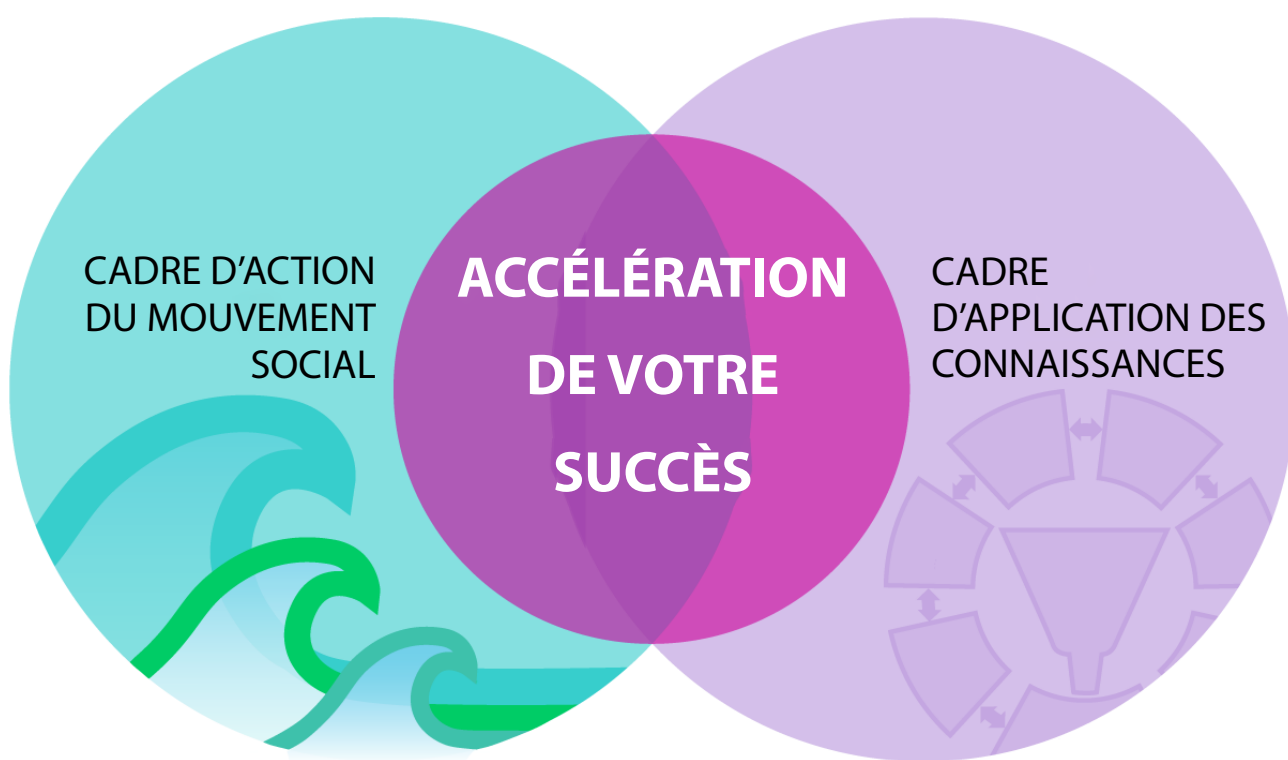 CADRE D’ACTION
DU MOUVEMENT
SOCIAL
ACCÉLÉRATION
DE VOTRE
SUCCÈS
CADRE
D’APPLICATION DES
CONNAISSANCES